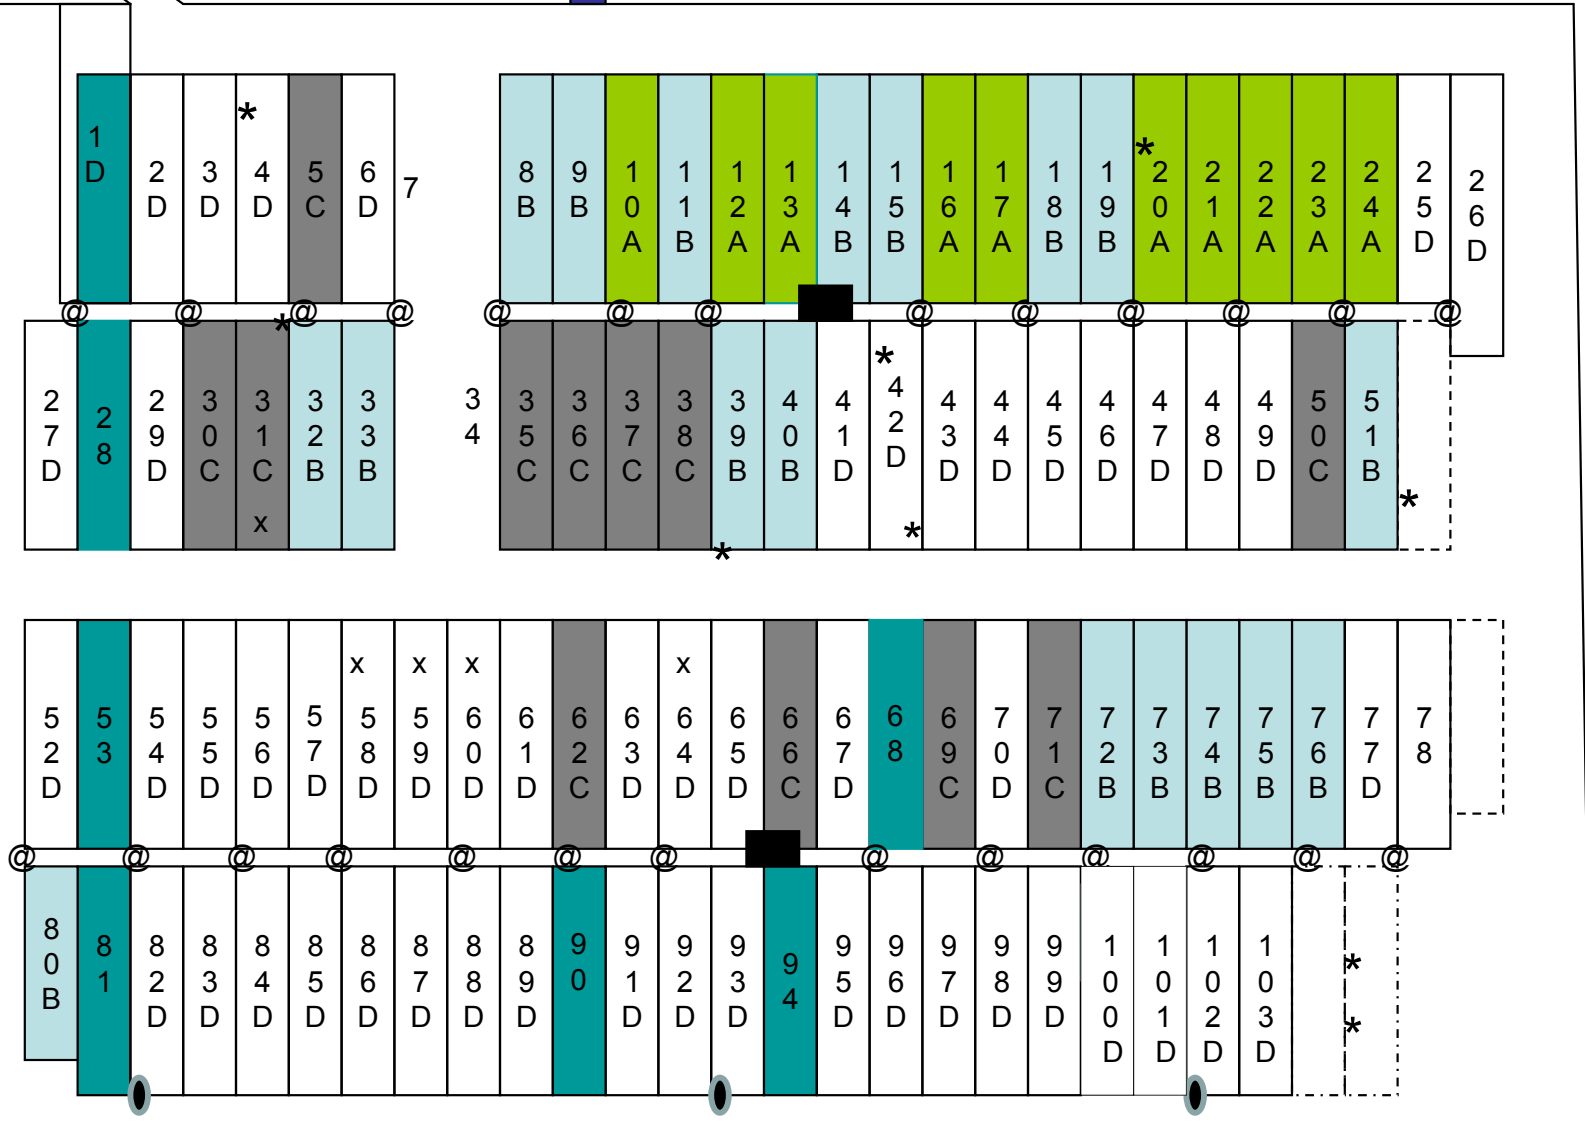 1D 2D 3D * 4D 5C 6D 7 8B 9B 10A 11B 12A 13A 14B 15B 16A 17A 18B 19B * 20A 21A 22A 23A 24A 25D 26D
@ @ @ @ @ @ @ @ @ @ @ @ @ @
27D 28 29D 30C * 31C x 32B 33B 34 35C 36C 37C 38C * 39B 40B 41D * 42D * 43D 44D 45D 46D 47D 48D 49D 50C 51B *
52D 53 54D 55D 56D 57D x 58D x 59D x 60D 61D 62C 63D x 64D 65D 66C 67D 68 69C 70D 71C 72B 73B 74B 75B 76B 77D 78
@ @ @ @ @ @ @ @ @ @ @ @ @
80B 81 82D 83D 84D 85D 86D 87D 88D 89D 90 91D 92D 93D 94 95D 96D 97D 98D 99D 100D 101D 102D 103D * *